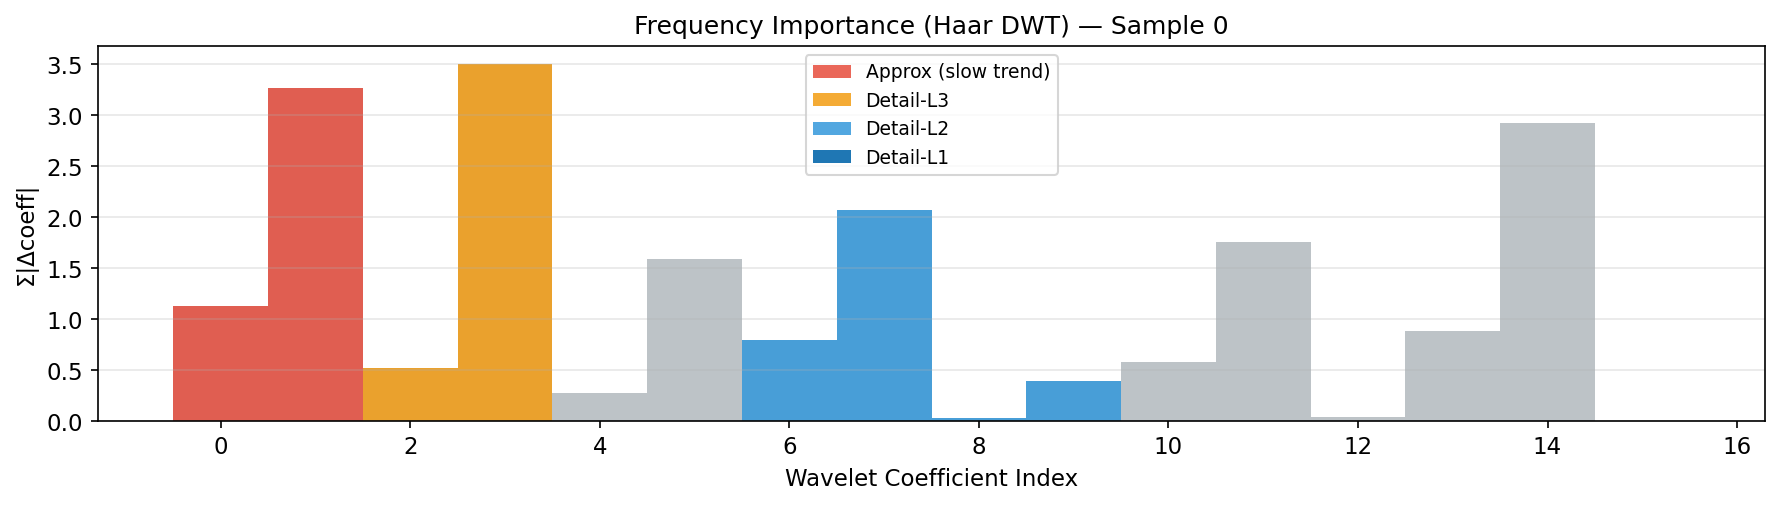 Frequency Importance (Haar DWT) — Sample 0
Σ|Δcoeff|
3.5
3.0
2.5
2.0
1.5
1.0
0.5
0.0
Approx (slow trend)
Detail-L3
Detail-L2
Detail-L1
0 2 4 6 8 10 12 14 16
Wavelet Coefficient Index